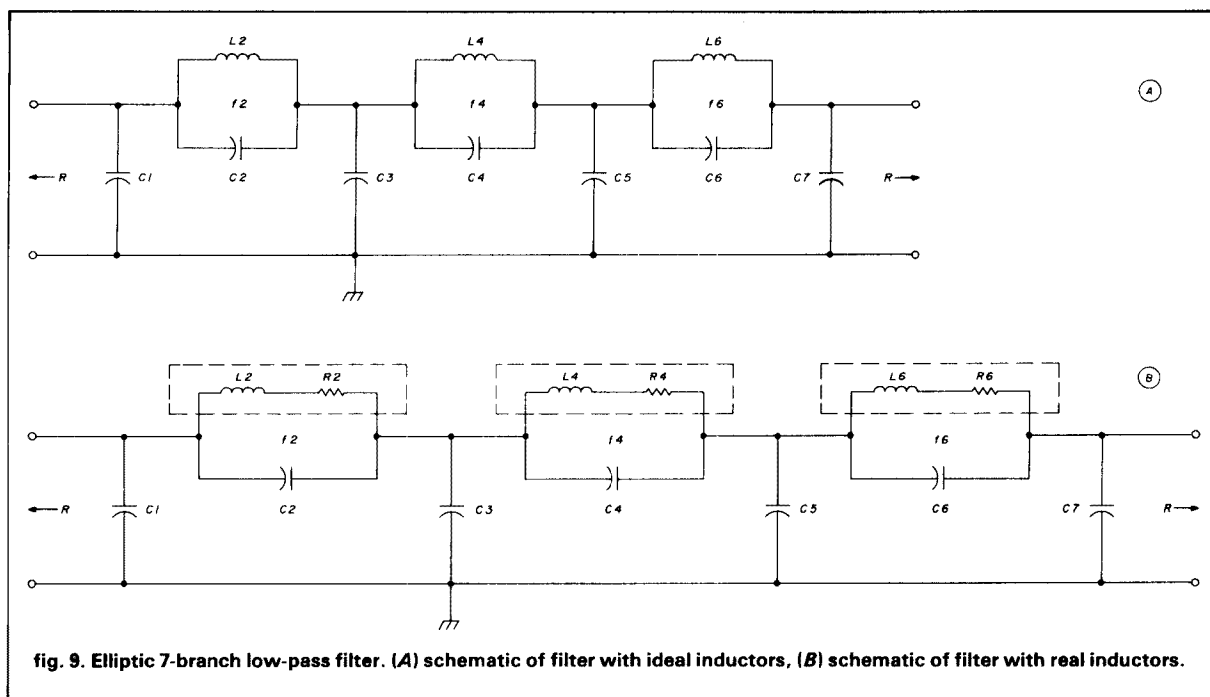 L2 L4 L6
A
f2 f4 f6
C2 C4 C6
R C1 C3 C5 C7 R
L2 R2 L4 R4 L6 R6
B
f2 f4 f6
R C1 C2 C3 C4 C5 C6 C7 R
fig. 9. Elliptic 7-branch low-pass filter. (A) schematic of filter with ideal inductors, (B) schematic of filter with real inductors.